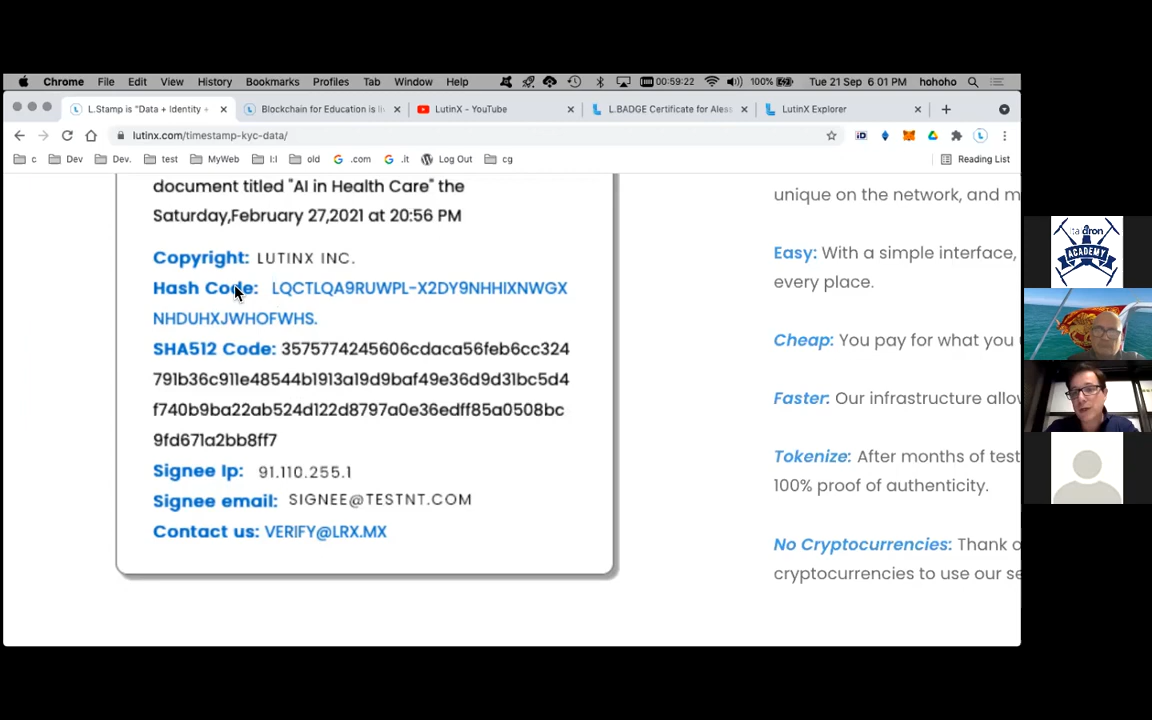 Chrome File Edit View History Bookmarks Profiles Tab Window Help 00:59:22 100% Tue 21 Sep 6:01 PM hohoho
L.Stamp is "Data + Identity + Blockchain for Education is li LutinX - YouTube L.BADGE Certificate for Aless LutinX Explorer
lutinx.com/timestamp-kyc-data/
c Dev Dev. test MyWeb I:I old .com .it Log Out cg Reading List
document titled "AI in Health Care" the
Saturday,February 27,2021 at 20:56 PM
Copyright: LUTINX INC.
Hash Code: LQCTLQA9RUWPL-X2DY9NHHIXNWGX
NHDUHXJWHOFWHS.
SHA512 Code: 3575774245606cdaca56feb6cc324
791b36c911e48544b1913a19d9baf49e36d9d31bc5d4
f740b9ba22ab524d122d8797a0e36edff85a0508bc
9fd671a2bb8ff7
Signee Ip: 91.110.255.1
Signee email: SIGNEE@TESTNT.COM
Contact us: VERIFY@LRX.MX
unique on the network, and m
Easy: With a simple interface,
every place.
Cheap: You pay for what you
Faster: Our infrastructure allo
Tokenize: After months of test
100% proof of authenticity.
No Cryptocurrencies: Thank
cryptocurrencies to use our se
ita dron
ACADEMY